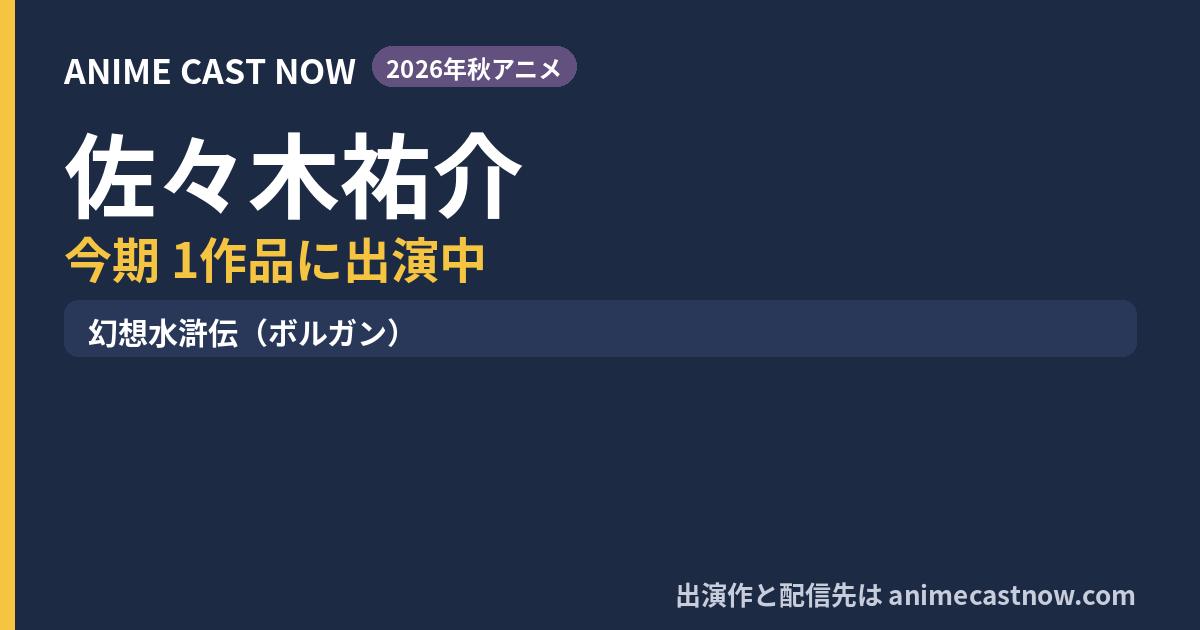 ANIME CAST NOW 2026年秋アニメ
佐々木祐介
今期 1作品に出演中
幻想水滸伝（ボルガン）
出演作と配信先は animecastnow.com